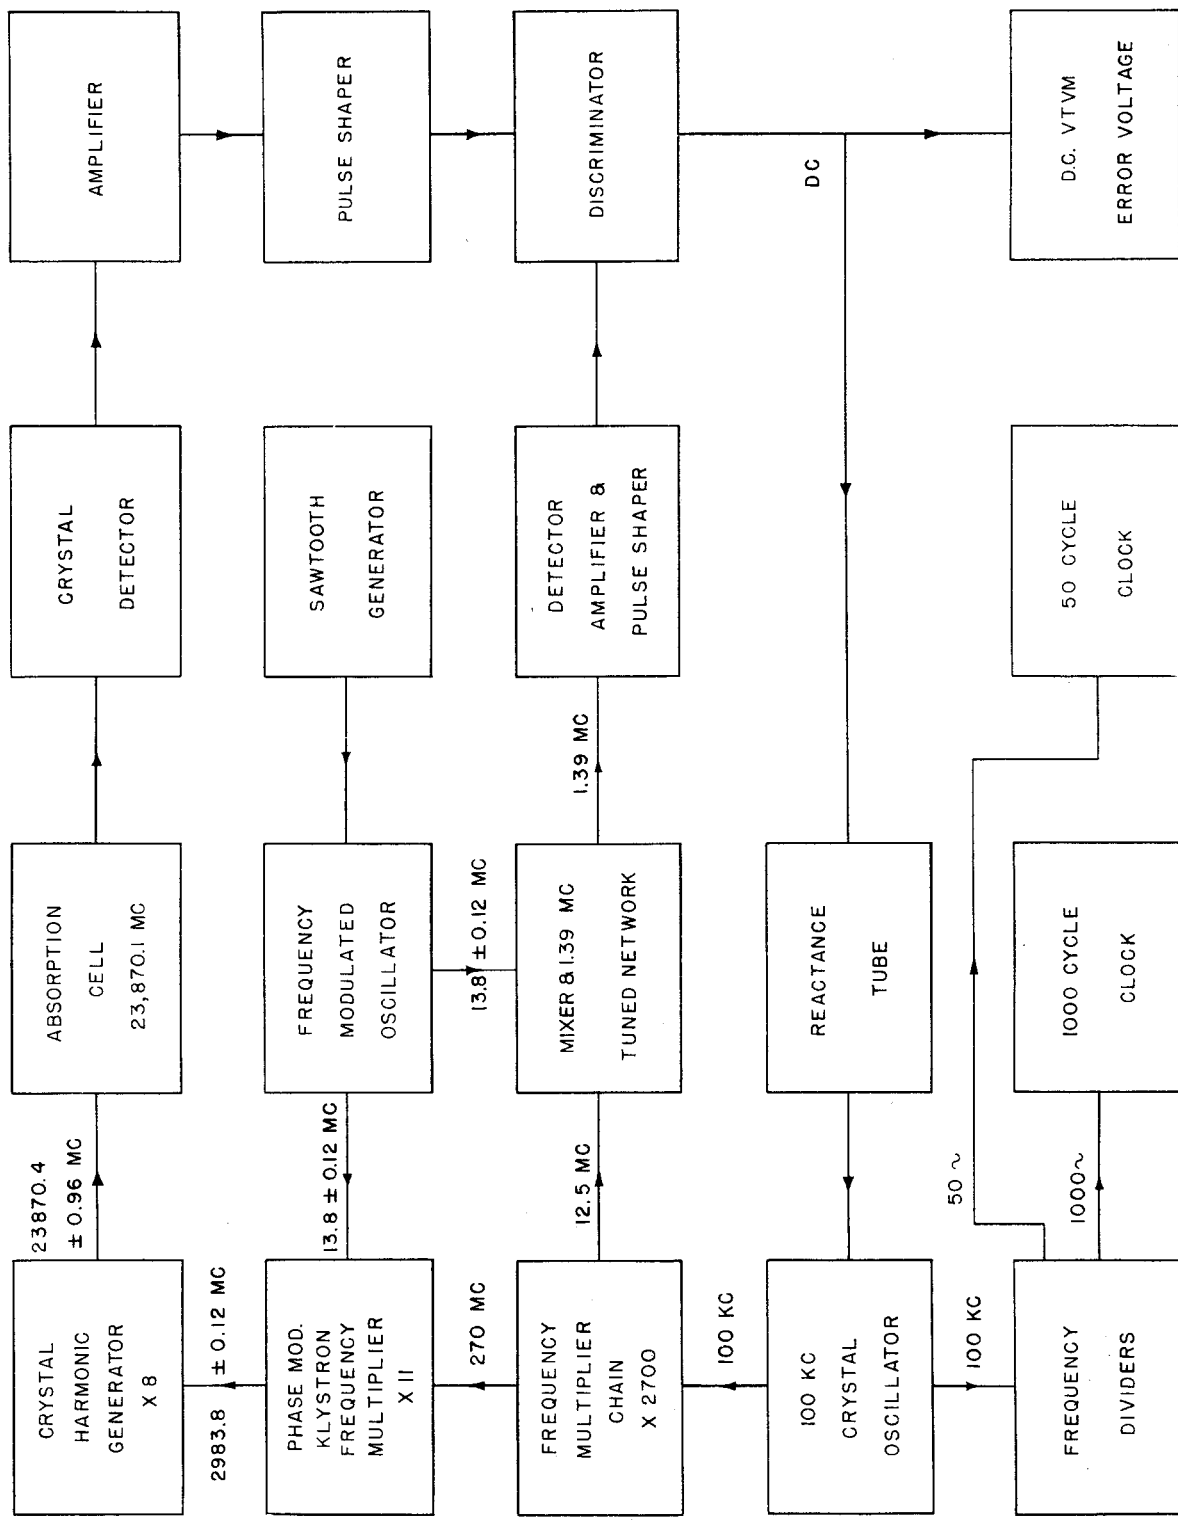 CRYSTAL
HARMONIC
GENERATOR
X 8
23870.4
± 0.96 MC
ABSORPTION
CELL
23,870.1 MC
CRYSTAL
DETECTOR
AMPLIFIER
2983.8 ± 0.12 MC
PHASE MOD.
KLYSTRON
FREQUENCY
MULTIPLIER
X 11
13.8 ± 0.12 MC
FREQUENCY
MODULATED
OSCILLATOR
SAWTOOTH
GENERATOR
PULSE SHAPER
270 MC
13.8 ± 0.12 MC
FREQUENCY
MULTIPLIER
CHAIN
X 2700
12.5 MC
MIXER & 1.39 MC
TUNED NETWORK
1.39 MC
DETECTOR
AMPLIFIER &
PULSE SHAPER
DISCRIMINATOR
100 KC
DC
100 KC
CRYSTAL
OSCILLATOR
REACTANCE
TUBE
100 KC
50 ~
FREQUENCY
DIVIDERS
1000~
1000 CYCLE
CLOCK
50 CYCLE
CLOCK
D.C. VTVM
ERROR VOLTAGE